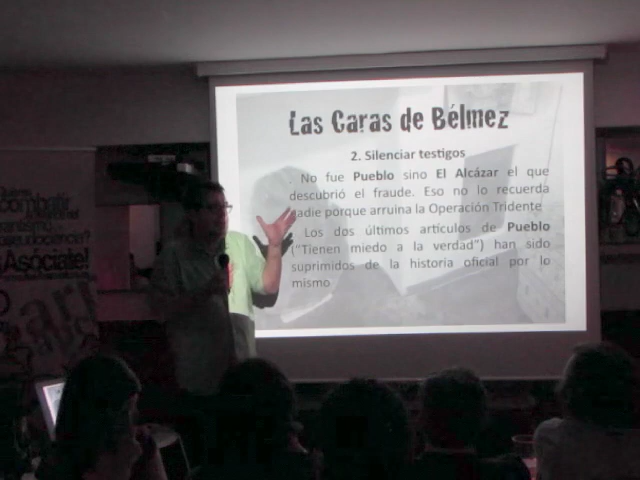 Las Caras de Bélmez
2. Silenciar testigos
. No fue Pueblo sino El Alcázar el que
descubrió el fraude. Eso no lo recuerda
nadie porque arruina la Operación Tridente
Los dos últimos artículos de Pueblo
("Tienen miedo a la verdad") han sido
suprimidos de la historia oficial por lo
mismo
combatir
¡Asóciate!